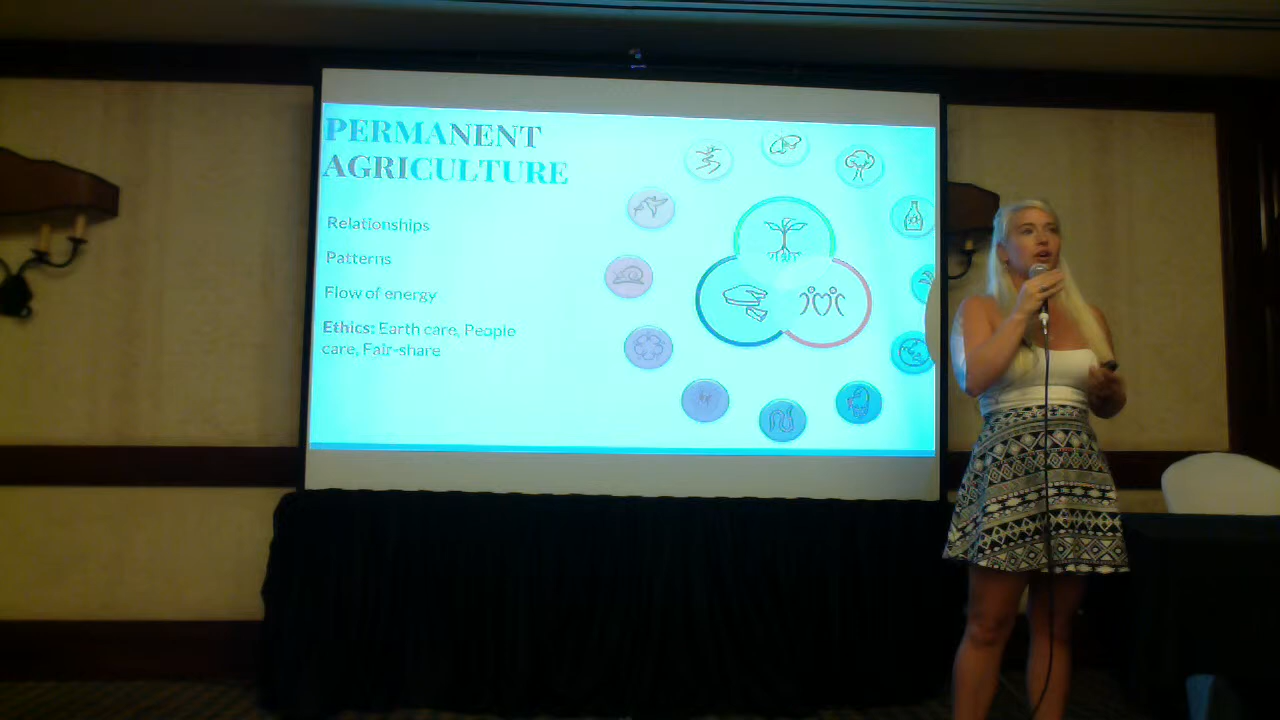 PERMANENT
AGRICULTURE
Relationships
Patterns
Flow of energy
Ethics: Earth care, People
care, Fair-share